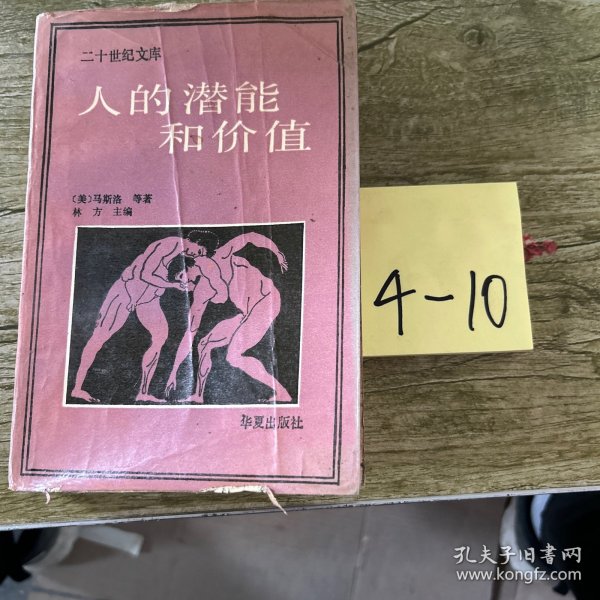 二十世纪文库
人的潜能
和价值
〔美〕马斯洛 等著
林方 主编
华夏出版社
4-10
孔夫子旧书网
www.kongfz.com